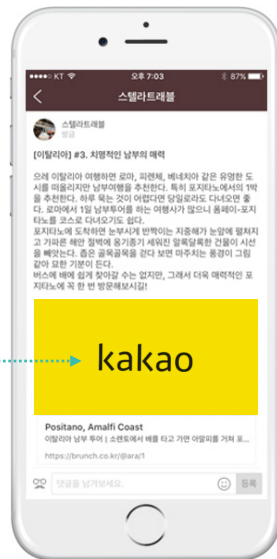 KT 오후 7:03 87%
스텔라트래블
스텔라트래블
방금
[이탈리아] #3. 치명적인 남부의 매력
으레 이탈리아 여행하면 로마, 피렌체, 베네치아 같은 유명한 도
시를 떠올리지만 남부여행을 추천한다. 특히 포지타노에서의 1박
을 추천한다. 하루 묵는 것이 어렵다면 당일로라도 다녀오면 좋
다. 로마에서 1일 남부투어를 하는 여행사가 많으니 폼페이-포지
타노를 코스로 다녀오기도 쉽다.
포지타노에 도착하면 눈부시게 반짝이는 지중해가 눈앞에 펼쳐지
고 가파른 해안 절벽에 옹기종기 세워진 알록달록한 건물이 시선
을 빼앗는다. 좁은 골목골목을 걷다 보면 마주치는 풍경이 그림
같아 묘한 기분이 든다.
버스에 배에 쉽게 찾아갈 수는 없지만, 그래서 더욱 매력적인 포
지타노에 꼭 한 번 방문해보시길!
kakao
Positano, Amalfi Coast
이탈리아 남부 투어 | 소렌토에서 배를 타고 가면 아말피를 거쳐 포...
https://brunch.co.kr/@ara/1
댓글을 남겨보세요. 등록